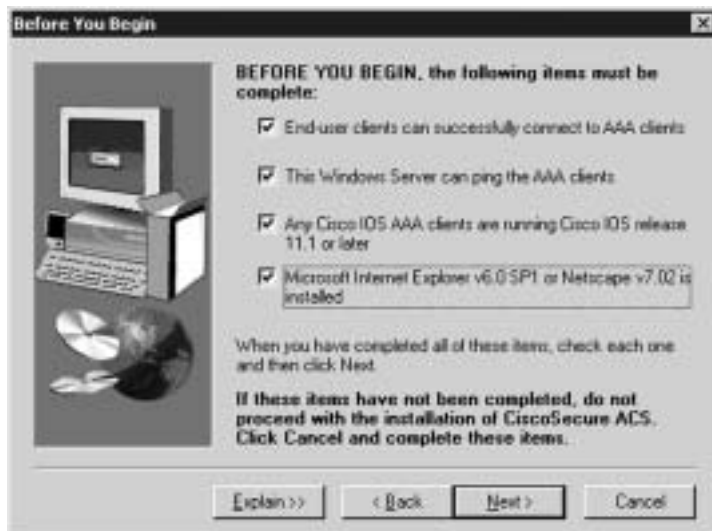 Before You Begin
BEFORE YOU BEGIN, the following items must be
complete:
End-user clients can successfully connect to AAA clients
This Windows Server can ping the AAA clients
Any Cisco IOS AAA clients are running Cisco IOS release
11.1 or later
Microsoft Internet Explorer v6.0 SP1 or Netscape v7.02 is
installed
When you have completed all of these items, check each one
and then click Next.
If these items have not been completed, do not
proceed with the installation of CiscoSecure ACS.
Click Cancel and complete these items.
Explain >>
< Back
Next >
Cancel